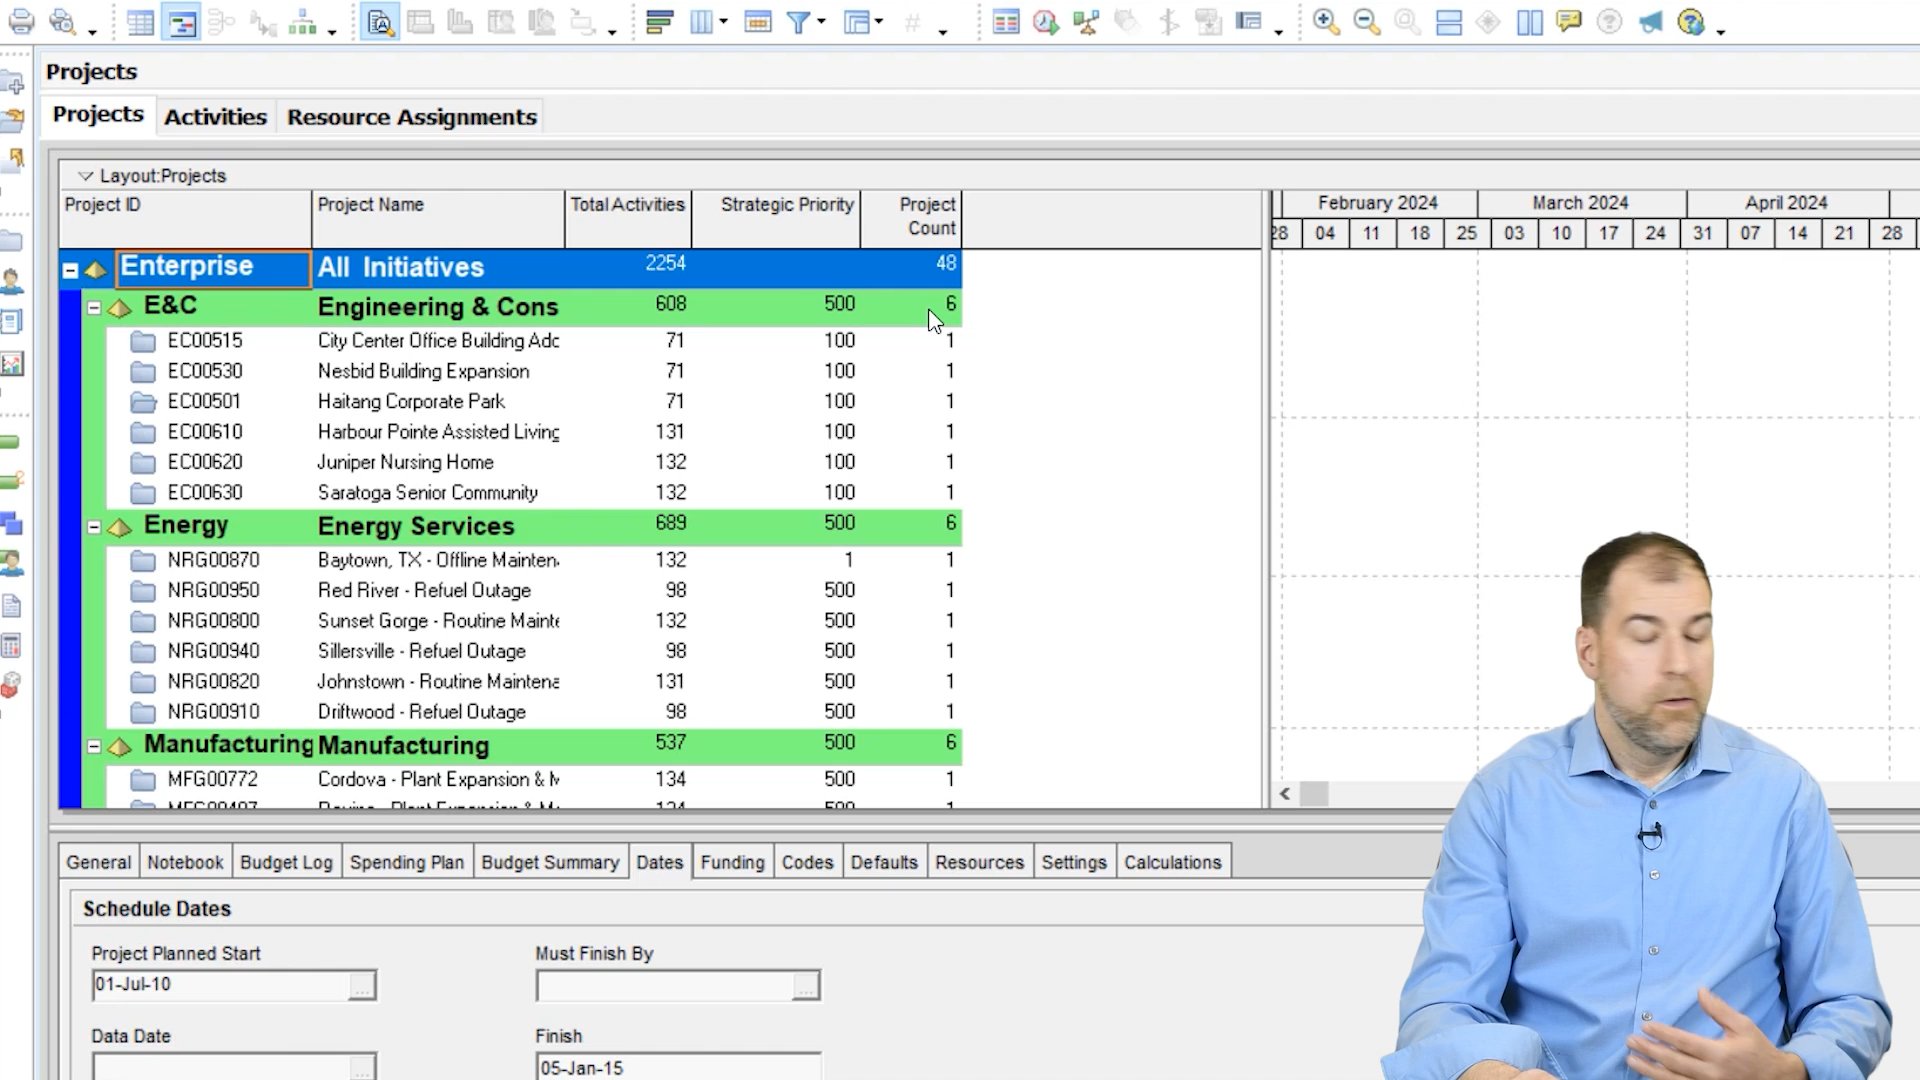 Projects
Projects Activities Resource Assignments
Layout:Projects
Project ID Project Name Total Activities Strategic Priority Project Count
February 2024 March 2024 April 2024
28 04 11 18 25 03 10 17 24 31 07 14 21 28
Enterprise All Initiatives 2254 48
E&C Engineering & Cons 608 500 6
EC00515 City Center Office Building Adc 71 100 1
EC00530 Nesbid Building Expansion 71 100 1
EC00501 Haitang Corporate Park 71 100 1
EC00610 Harbour Pointe Assisted Living 131 100 1
EC00620 Juniper Nursing Home 132 100 1
EC00630 Saratoga Senior Community 132 100 1
Energy Energy Services 689 500 6
NRG00870 Baytown, TX - Offline Mainten 132 1 1
NRG00950 Red River - Refuel Outage 98 500 1
NRG00800 Sunset Gorge - Routine Mainte 132 500 1
NRG00940 Sillersville - Refuel Outage 98 500 1
NRG00820 Johnstown - Routine Maintena 131 500 1
NRG00910 Driftwood - Refuel Outage 98 500 1
Manufacturing Manufacturing 537 500 6
MFG00772 Cordova - Plant Expansion & M 134 500 1
General Notebook Budget Log Spending Plan Budget Summary Dates Funding Codes Defaults Resources Settings Calculations
Schedule Dates
Project Planned Start Must Finish By
01-Jul-10
Data Date Finish
05-Jan-15